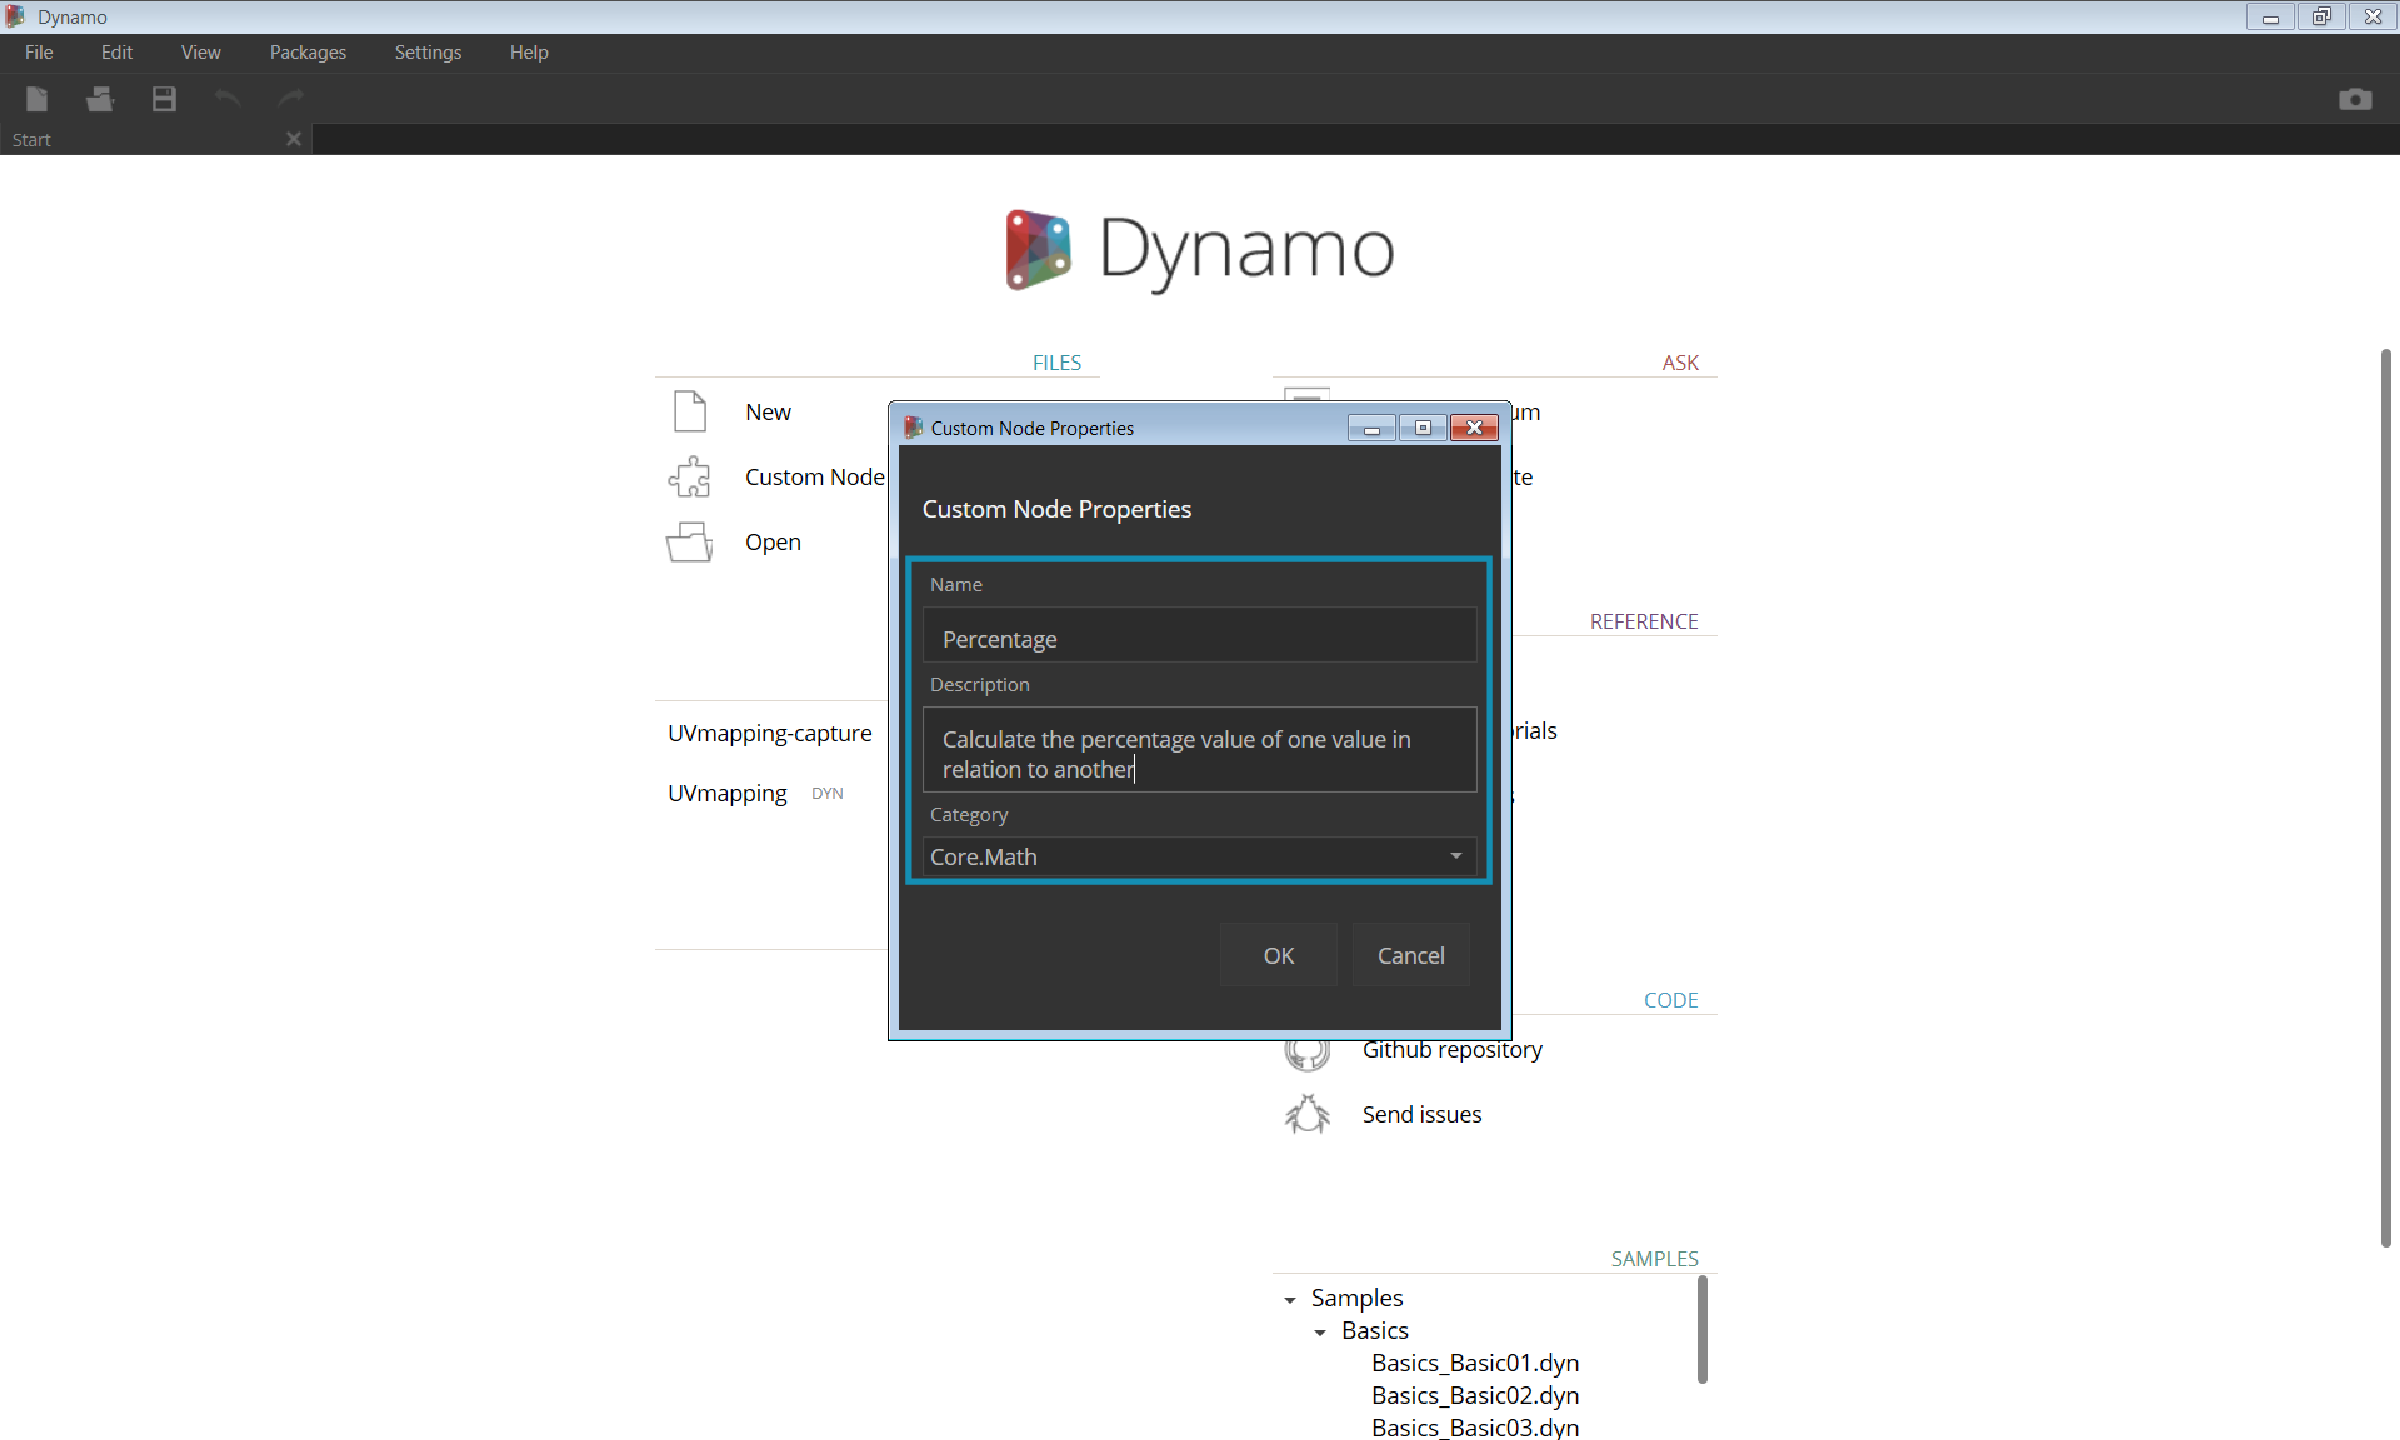 Dynamo
File Edit View Packages Settings Help
Start
Dynamo
FILES
New
Custom Node
Open
UVmapping-capture
UVmapping DYN
ASK
REFERENCE
CODE
Github repository
Send issues
SAMPLES
Samples
Basics
Basics_Basic01.dyn
Basics_Basic02.dyn
Basics_Basic03.dyn
Custom Node Properties
Custom Node Properties
Name
Percentage
Description
Calculate the percentage value of one value in
relation to another
Category
Core.Math
OK Cancel